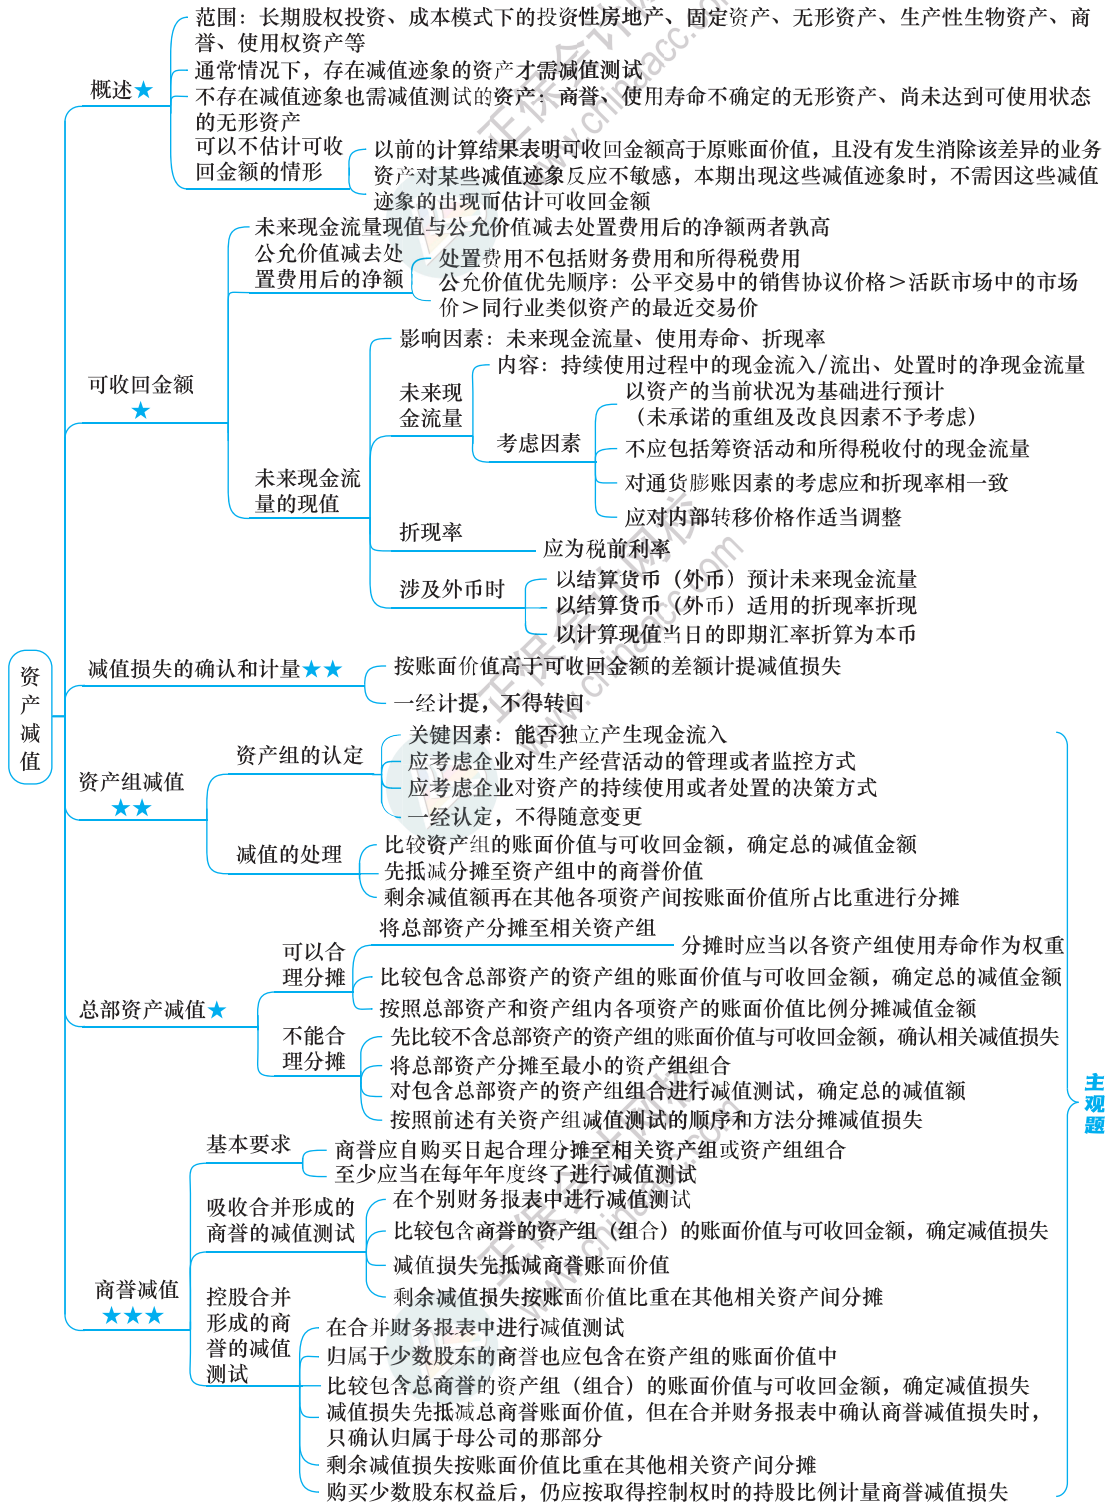 资产减值
概述★
范围：长期股权投资、成本模式下的投资性房地产、固定资产、无形资产、生产性生物资产、商
誉、使用权资产等
通常情况下，存在减值迹象的资产才需减值测试
不存在减值迹象也需减值测试的资产：商誉、使用寿命不确定的无形资产、尚未达到可使用状态
的无形资产
可以不估计可收
回金额的情形
以前的计算结果表明可收回金额高于原账面价值，且没有发生消除该差异的业务
资产对某些减值迹象反应不敏感，本期出现这些减值迹象时，不需因这些减值
迹象的出现而估计可收回金额
可收回金额
★
未来现金流量现值与公允价值减去处置费用后的净额两者孰高
公允价值减去处
置费用后的净额
处置费用不包括财务费用和所得税费用
公允价值优先顺序：公平交易中的销售协议价格＞活跃市场中的市场
价＞同行业类似资产的最近交易价
未来现金流
量的现值
影响因素：未来现金流量、使用寿命、折现率
未来现
金流量
内容：持续使用过程中的现金流入/流出、处置时的净现金流量
考虑因素
以资产的当前状况为基础进行预计
（未承诺的重组及改良因素不予考虑）
不应包括筹资活动和所得税收付的现金流量
对通货膨账因素的考虑应和折现率相一致
应对内部转移价格作适当调整
折现率
应为税前利率
涉及外币时
以结算货币（外币）预计未来现金流量
以结算货币（外币）适用的折现率折现
以计算现值当日的即期汇率折算为本币
减值损失的确认和计量★★
按账面价值高于可收回金额的差额计提减值损失
一经计提，不得转回
资产组减值
★★
资产组的认定
关键因素：能否独立产生现金流入
应考虑企业对生产经营活动的管理或者监控方式
应考虑企业对资产的持续使用或者处置的决策方式
一经认定，不得随意变更
减值的处理
比较资产组的账面价值与可收回金额，确定总的减值金额
先抵减分摊至资产组中的商誉价值
剩余减值额再在其他各项资产间按账面价值所占比重进行分摊
总部资产减值★
可以合
理分摊
将总部资产分摊至相关资产组
分摊时应当以各资产组使用寿命作为权重
比较包含总部资产的资产组的账面价值与可收回金额，确定总的减值金额
按照总部资产和资产组内各项资产的账面价值比例分摊减值金额
不能合
理分摊
先比较不含总部资产的资产组的账面价值与可收回金额，确认相关减值损失
将总部资产分摊至最小的资产组组合
对包含总部资产的资产组组合进行减值测试，确定总的减值额
按照前述有关资产组减值测试的顺序和方法分摊减值损失
商誉减值
★★★
基本要求
商誉应自购买日起合理分摊至相关资产组或资产组组合
至少应当在每年年度终了进行减值测试
吸收合并形成的
商誉的减值测试
在个别财务报表中进行减值测试
比较包含商誉的资产组（组合）的账面价值与可收回金额，确定减值损失
减值损失先抵减商誉账面价值
剩余减值损失按账面价值比重在其他相关资产间分摊
控股合并
形成的商
誉的减值
测试
在合并财务报表中进行减值测试
归属于少数股东的商誉也应包含在资产组的账面价值中
比较包含总商誉的资产组（组合）的账面价值与可收回金额，确定减值损失
减值损失先抵减总商誉账面价值，但在合并财务报表中确认商誉减值损失时，
只确认归属于母公司的那部分
剩余减值损失按账面价值比重在其他相关资产间分摊
购买少数股东权益后，仍应按取得控制权时的持股比例计量商誉减值损失
主观题
正保会计网校
www.chinaacc.com
正保会计网校
www.chinaacc.com
正保会计网校
www.chinaacc.com